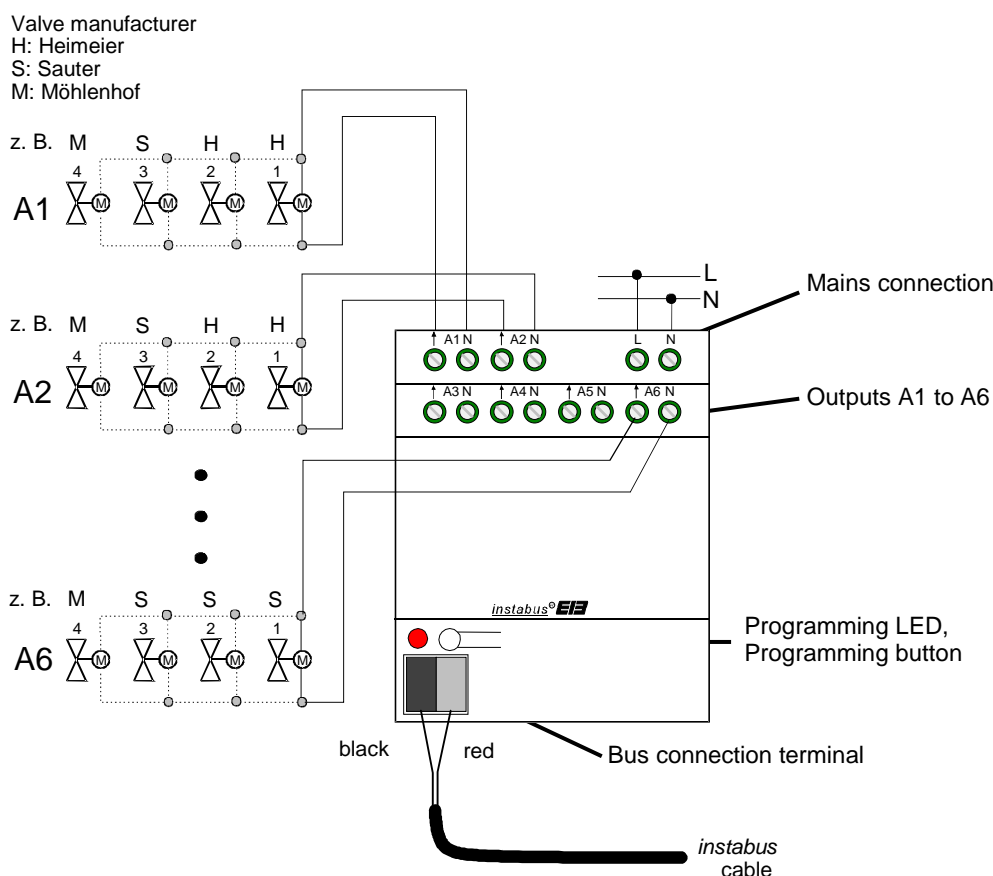 Valve manufacturer
H: Heimeier
S: Sauter
M: Möhlenhof
z. B. M S H H
4 3 2 1
A1 M M M M
z. B. M S H H
4 3 2 1
A2 M M M M
z. B. M S S S
4 3 2 1
A6 M M M M
L
N
Mains connection
A1 N A2 N L N
A3 N A4 N A5 N A6 N
Outputs A1 to A6
instabus® EIB
Programming LED,
Programming button
black red
Bus connection terminal
instabus
cable